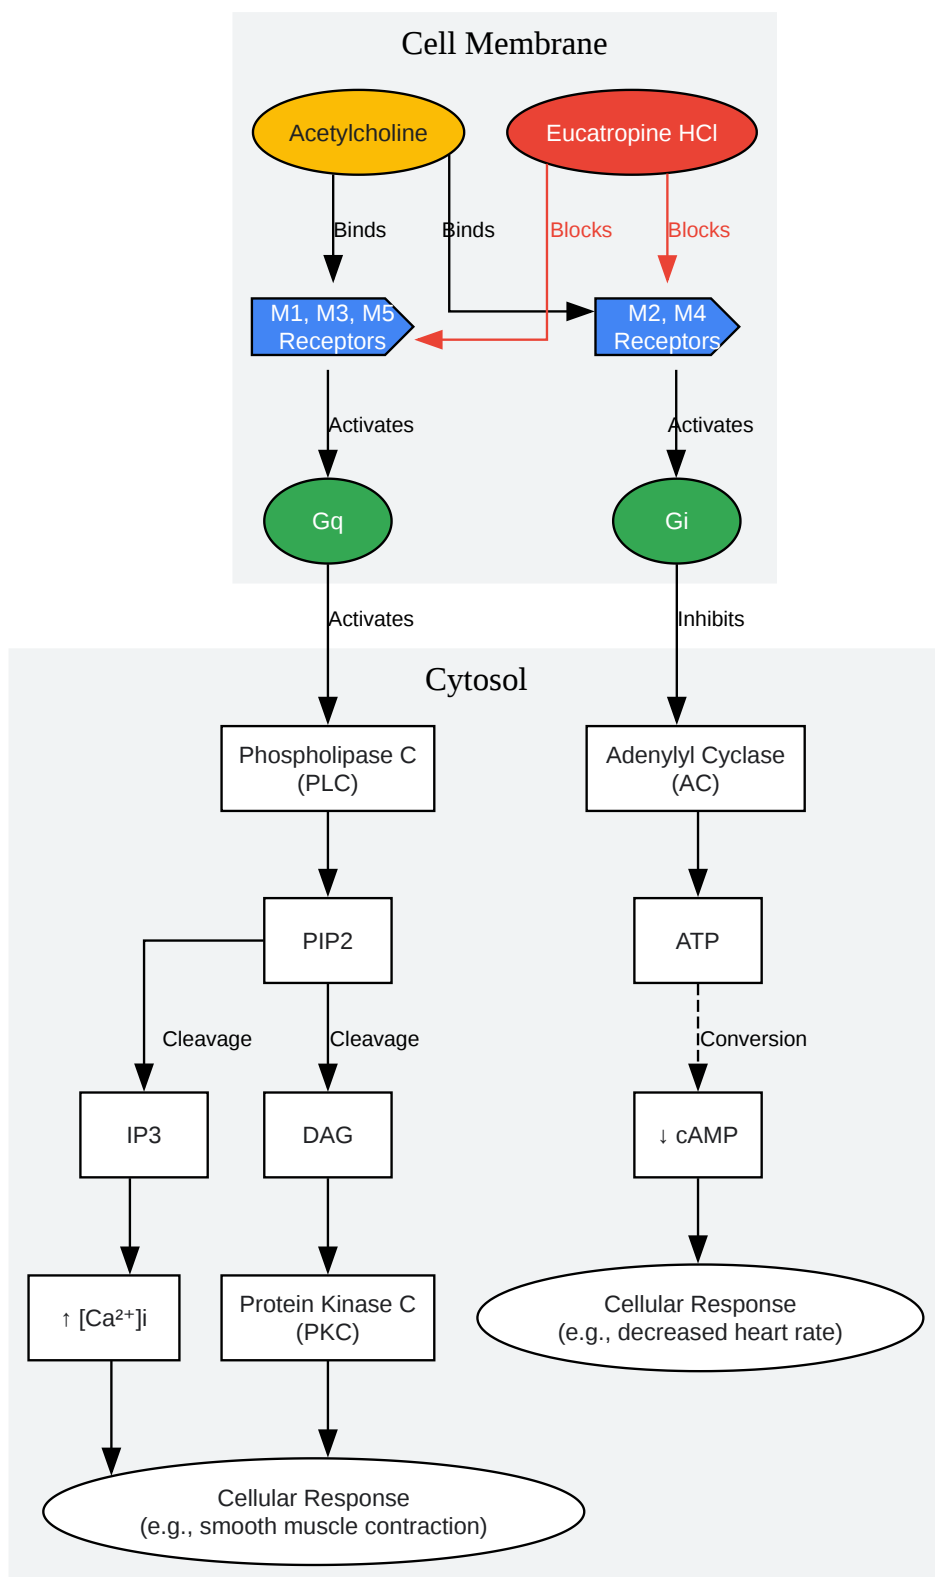 Cell Membrane
Acetylcholine
Eucatropine HCl
Binds
Binds
Blocks
Blocks
M1, M3, M5
Receptors
M2, M4
Receptors
Activates
Activates
Gq
Gi
Activates
Inhibits
Cytosol
Phospholipase C
(PLC)
Adenylyl Cyclase
(AC)
PIP2
ATP
Cleavage
Cleavage
Conversion
IP3
DAG
↓ cAMP
↑ [Ca²⁺]i
Protein Kinase C
(PKC)
Cellular Response
(e.g., decreased heart rate)
Cellular Response
(e.g., smooth muscle contraction)